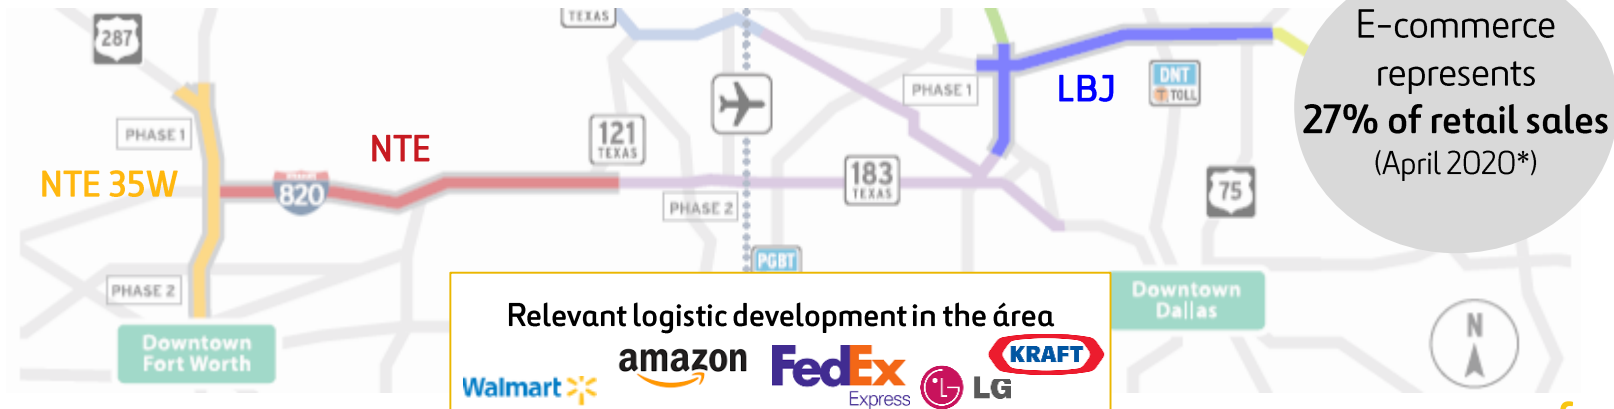 TEXAS
287
E-commerce
represents
27% of retail sales
(April 2020*)
PHASE 1
LBJ
DNT
TOLL
PHASE 1
NTE
121
TEXAS
NTE 35W
820
183
TEXAS
75
PHASE 2
PGBT
PHASE 2
Downtown
Fort Worth
Downtown
Dallas
N
Relevant logistic development in the área
Walmart
amazon
FedEx
Express
LG
KRAFT